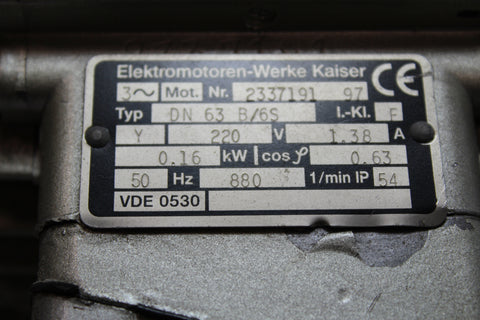 Elektromotoren-Werke Kaiser CE
3~ Mot. Nr. 2337191 97
Typ DN 63 B/6S I.-Kl. F
Y 220 V 1.38 A
0.16 kW cos φ 0.63
50 Hz 880 1/min IP 54
VDE 0530